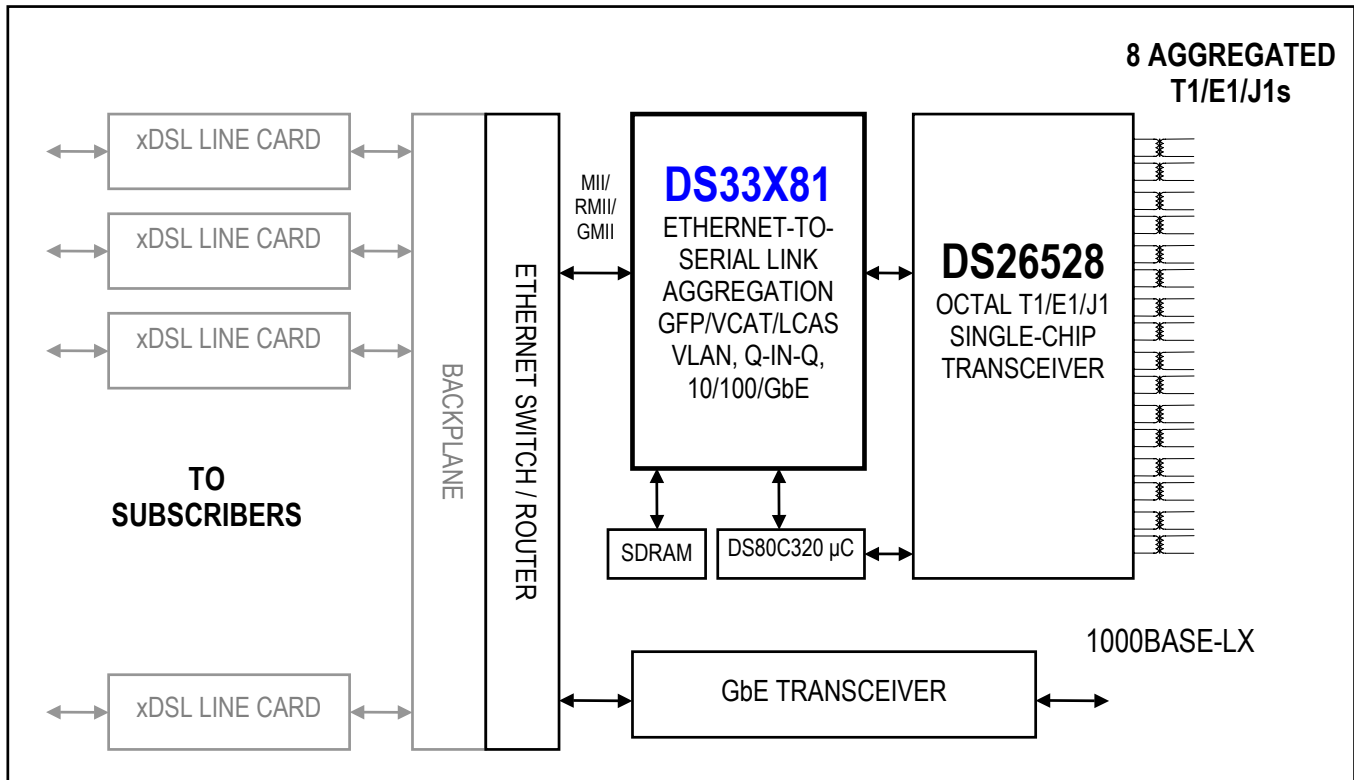 8 AGGREGATED
T1/E1/J1s
xDSL LINE CARD
xDSL LINE CARD
xDSL LINE CARD
TO
SUBSCRIBERS
xDSL LINE CARD
BACKPLANE
ETHERNET SWITCH / ROUTER
MII/
RMII/
GMII
DS33X81
ETHERNET-TO-
SERIAL LINK
AGGREGATION
GFP/VCAT/LCAS
VLAN, Q-IN-Q,
10/100/GbE
SDRAM
DS80C320 µC
DS26528
OCTAL T1/E1/J1
SINGLE-CHIP
TRANSCEIVER
GbE TRANSCEIVER
1000BASE-LX